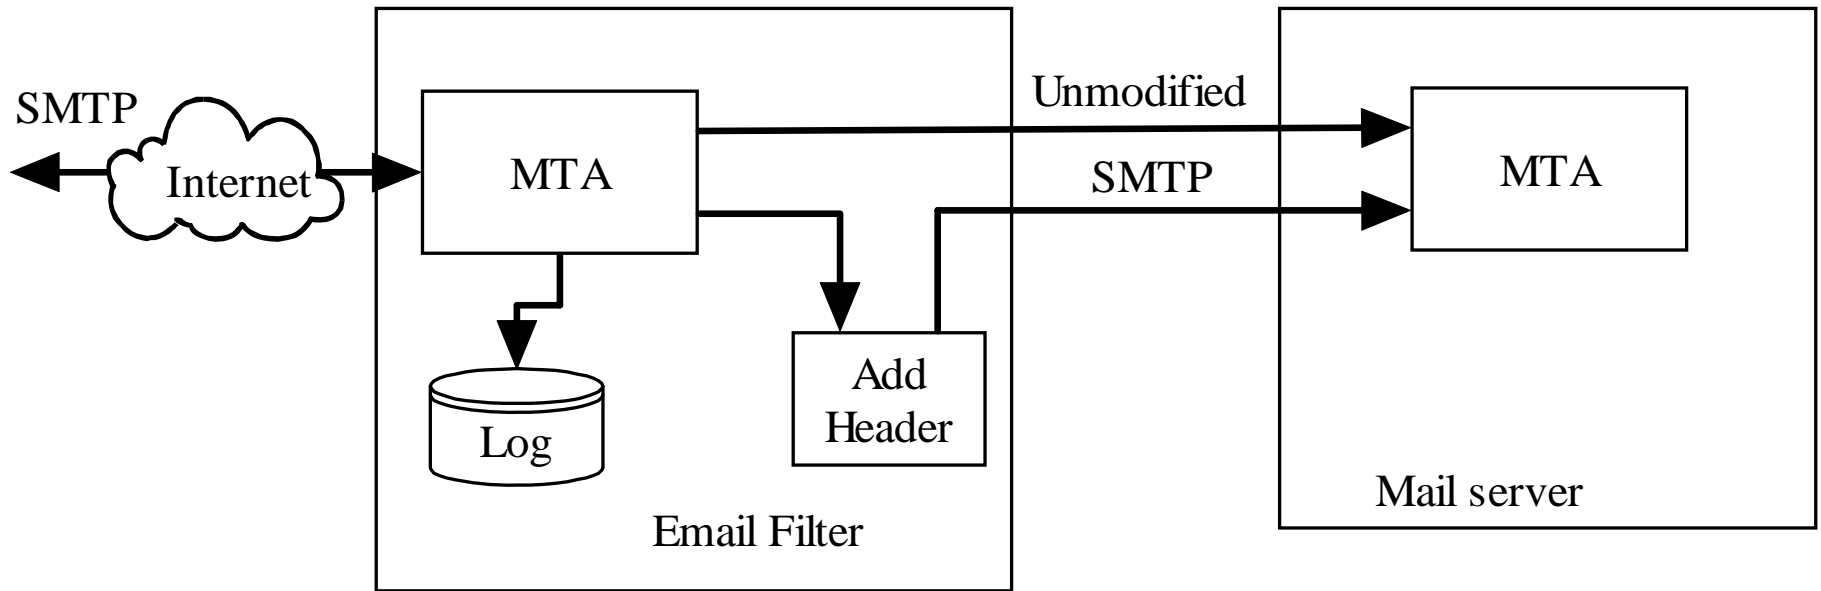 SMTP
Internet
MTA
Unmodified
SMTP
MTA
Log
Add
Header
Email Filter
Mail server